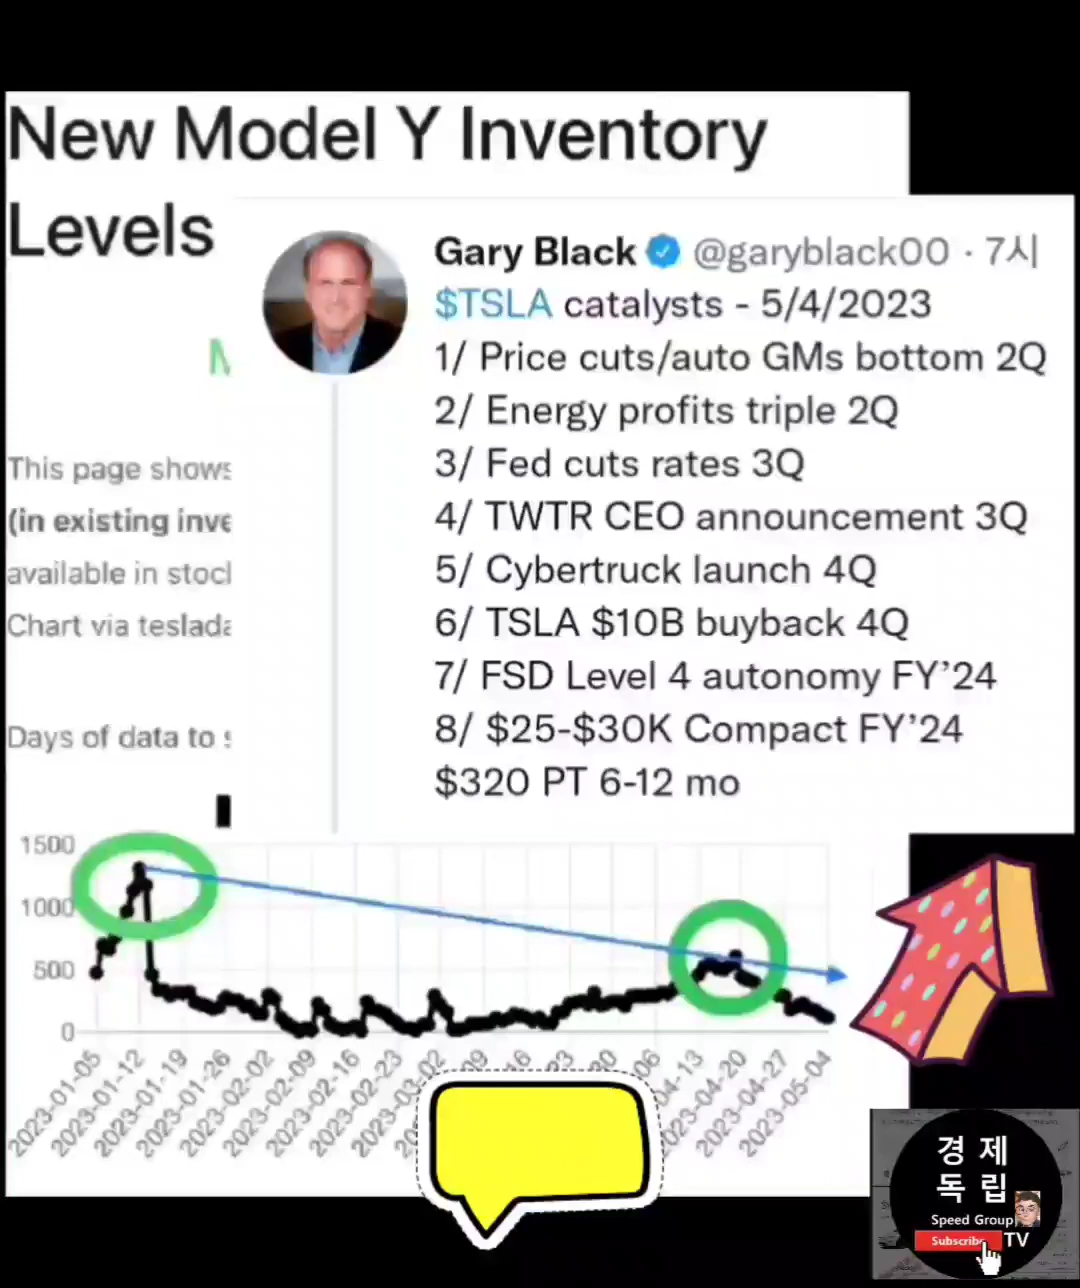 New Model Y Inventory
Levels
Gary Black @garyblack00 · 7시
$TSLA catalysts - 5/4/2023
1/ Price cuts/auto GMs bottom 2Q
2/ Energy profits triple 2Q
3/ Fed cuts rates 3Q
4/ TWTR CEO announcement 3Q
5/ Cybertruck launch 4Q
6/ TSLA $10B buyback 4Q
7/ FSD Level 4 autonomy FY’24
8/ $25-$30K Compact FY’24
$320 PT 6-12 mo
This page shows
(in existing inve
available in stock
Chart via teslada
Days of data to s
1500
1000
500
0
2023-01-05
2023-01-12
2023-01-19
2023-01-26
2023-02-02
2023-02-09
2023-02-16
2023-02-23
2023-03-02
04-13
2023-04-20
2023-04-27
2023-05-04
경제
독립
Speed Group
Subscribe TV